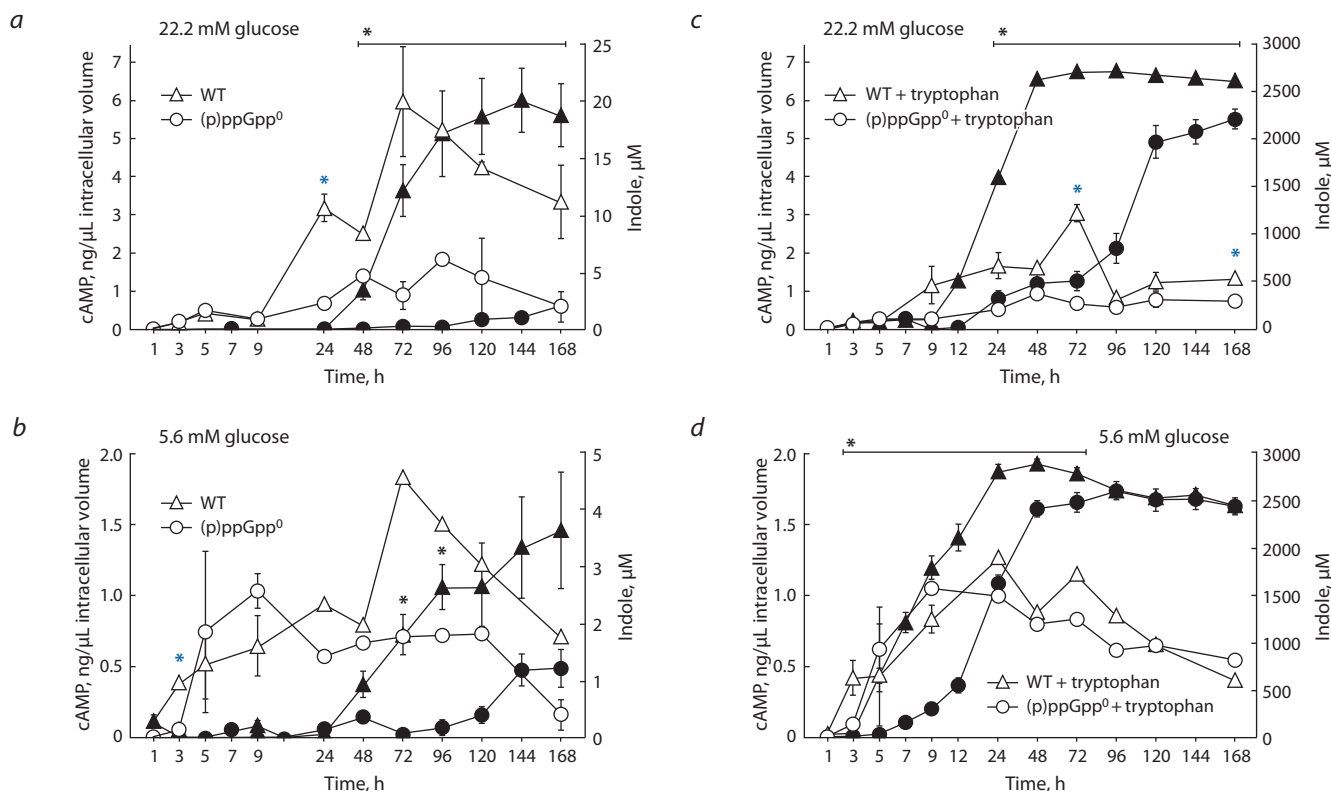 a
22.2 mM glucose
*
7
6
5
4
3
2
1
0
cAMP, ng/µL intracellular volume
WT
(p)ppGpp⁰
*
25
20
15
10
5
0
Indole, µM
1 3 5 7 9 24 48 72 96 120 144 168
Time, h
c
22.2 mM glucose
*
7
6
5
4
3
2
1
0
cAMP, ng/µL intracellular volume
WT + tryptophan
(p)ppGpp⁰ + tryptophan
*
*
3000
2500
2000
1500
1000
500
0
Indole, µM
1 3 5 7 9 12 24 48 72 96 120 144 168
Time, h
b
5.6 mM glucose
2.0
1.5
1.0
0.5
0
cAMP, ng/µL intracellular volume
WT
(p)ppGpp⁰
*
*
*
5
4
3
2
1
0
Indole, µM
1 3 5 7 9 24 48 72 96 120 144 168
Time, h
d
*
5.6 mM glucose
2.0
1.5
1.0
0.5
0
cAMP, ng/µL intracellular volume
WT + tryptophan
(p)ppGpp⁰ + tryptophan
3000
2500
2000
1500
1000
500
0
Indole, µM
1 3 5 7 9 12 24 48 72 96 120 144 168
Time, h